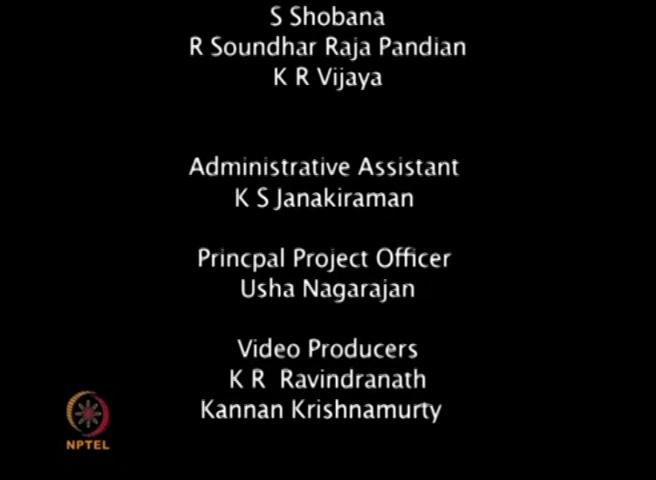 S Shobana
R Soundhar Raja Pandian
K R Vijaya
Administrative Assistant
K S Janakiraman
Princpal Project Officer
Usha Nagarajan
Video Producers
K R Ravindranath
Kannan Krishnamurty
NPTEL